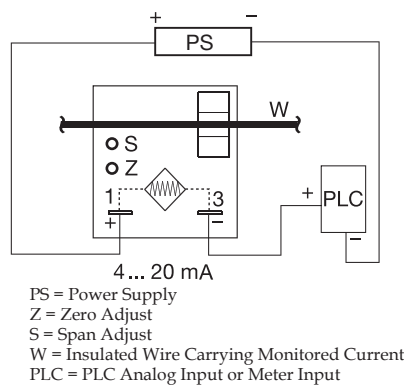 + −
PS
W
S
Z
1 3
+ −
+ PLC
−
4... 20 mA
PS = Power Supply
Z = Zero Adjust
S = Span Adjust
W = Insulated Wire Carrying Monitored Current
PLC = PLC Analog Input or Meter Input